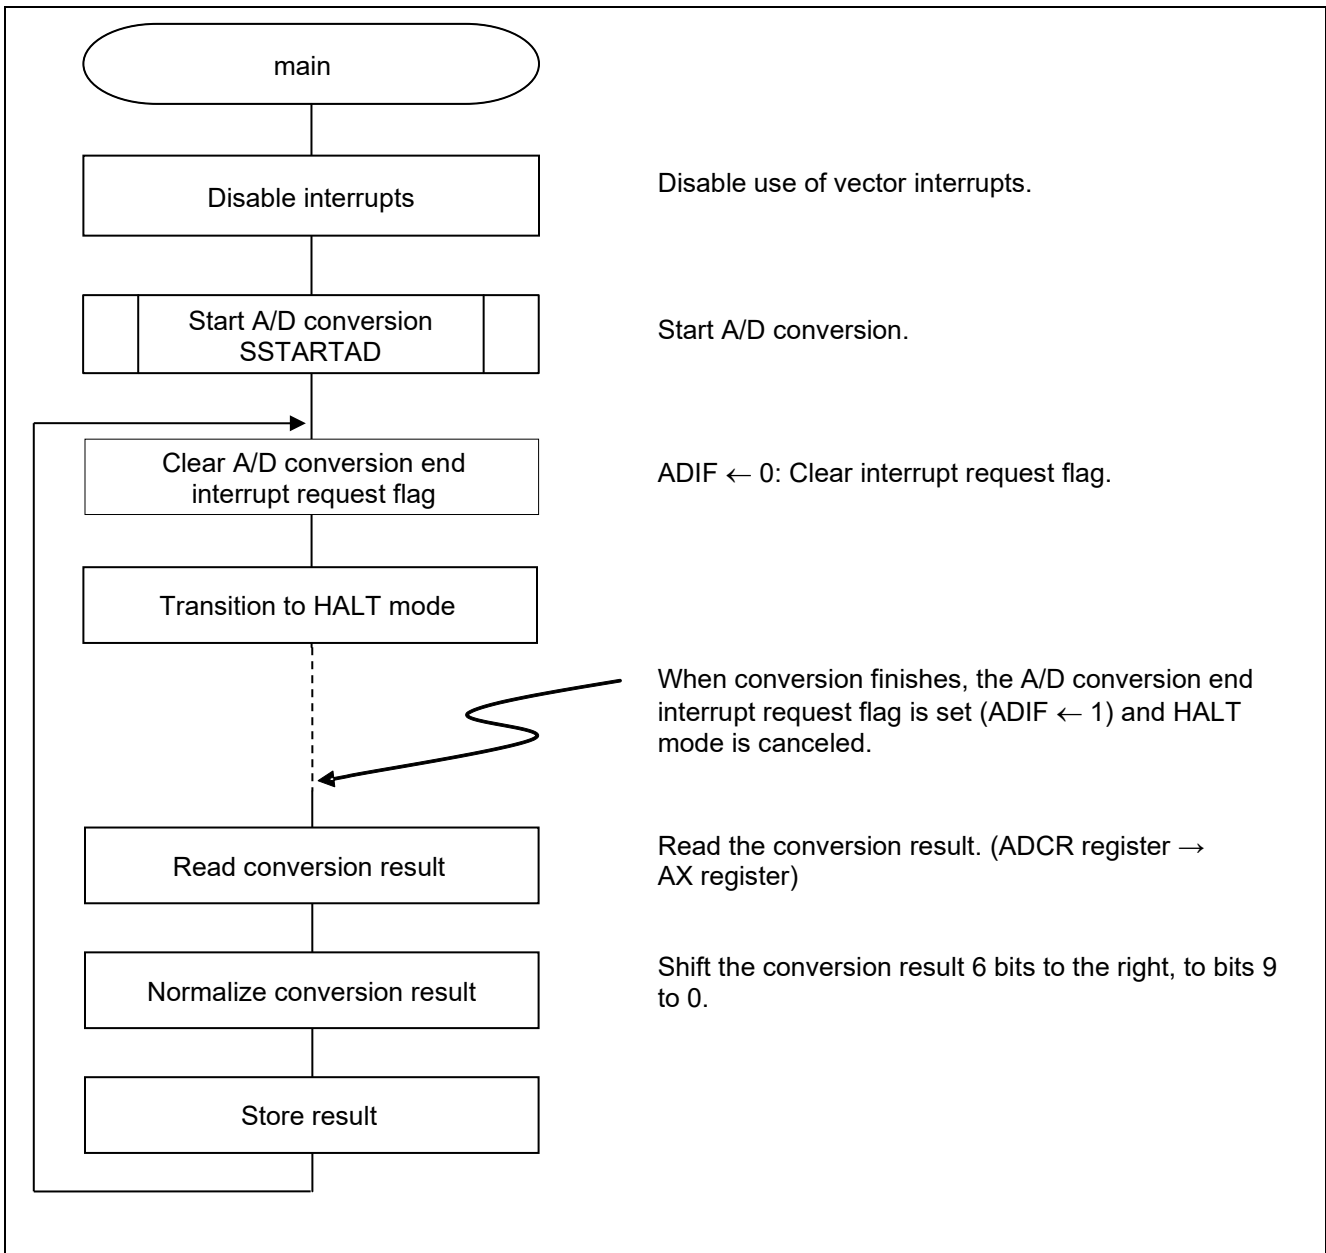 main
Disable interrupts
Disable use of vector interrupts.
Start A/D conversion
SSTARTAD
Start A/D conversion.
Clear A/D conversion end
interrupt request flag
ADIF ← 0: Clear interrupt request flag.
Transition to HALT mode
When conversion finishes, the A/D conversion end
interrupt request flag is set (ADIF ← 1) and HALT
mode is canceled.
Read conversion result
Read the conversion result. (ADCR register →
AX register)
Normalize conversion result
Shift the conversion result 6 bits to the right, to bits 9
to 0.
Store result